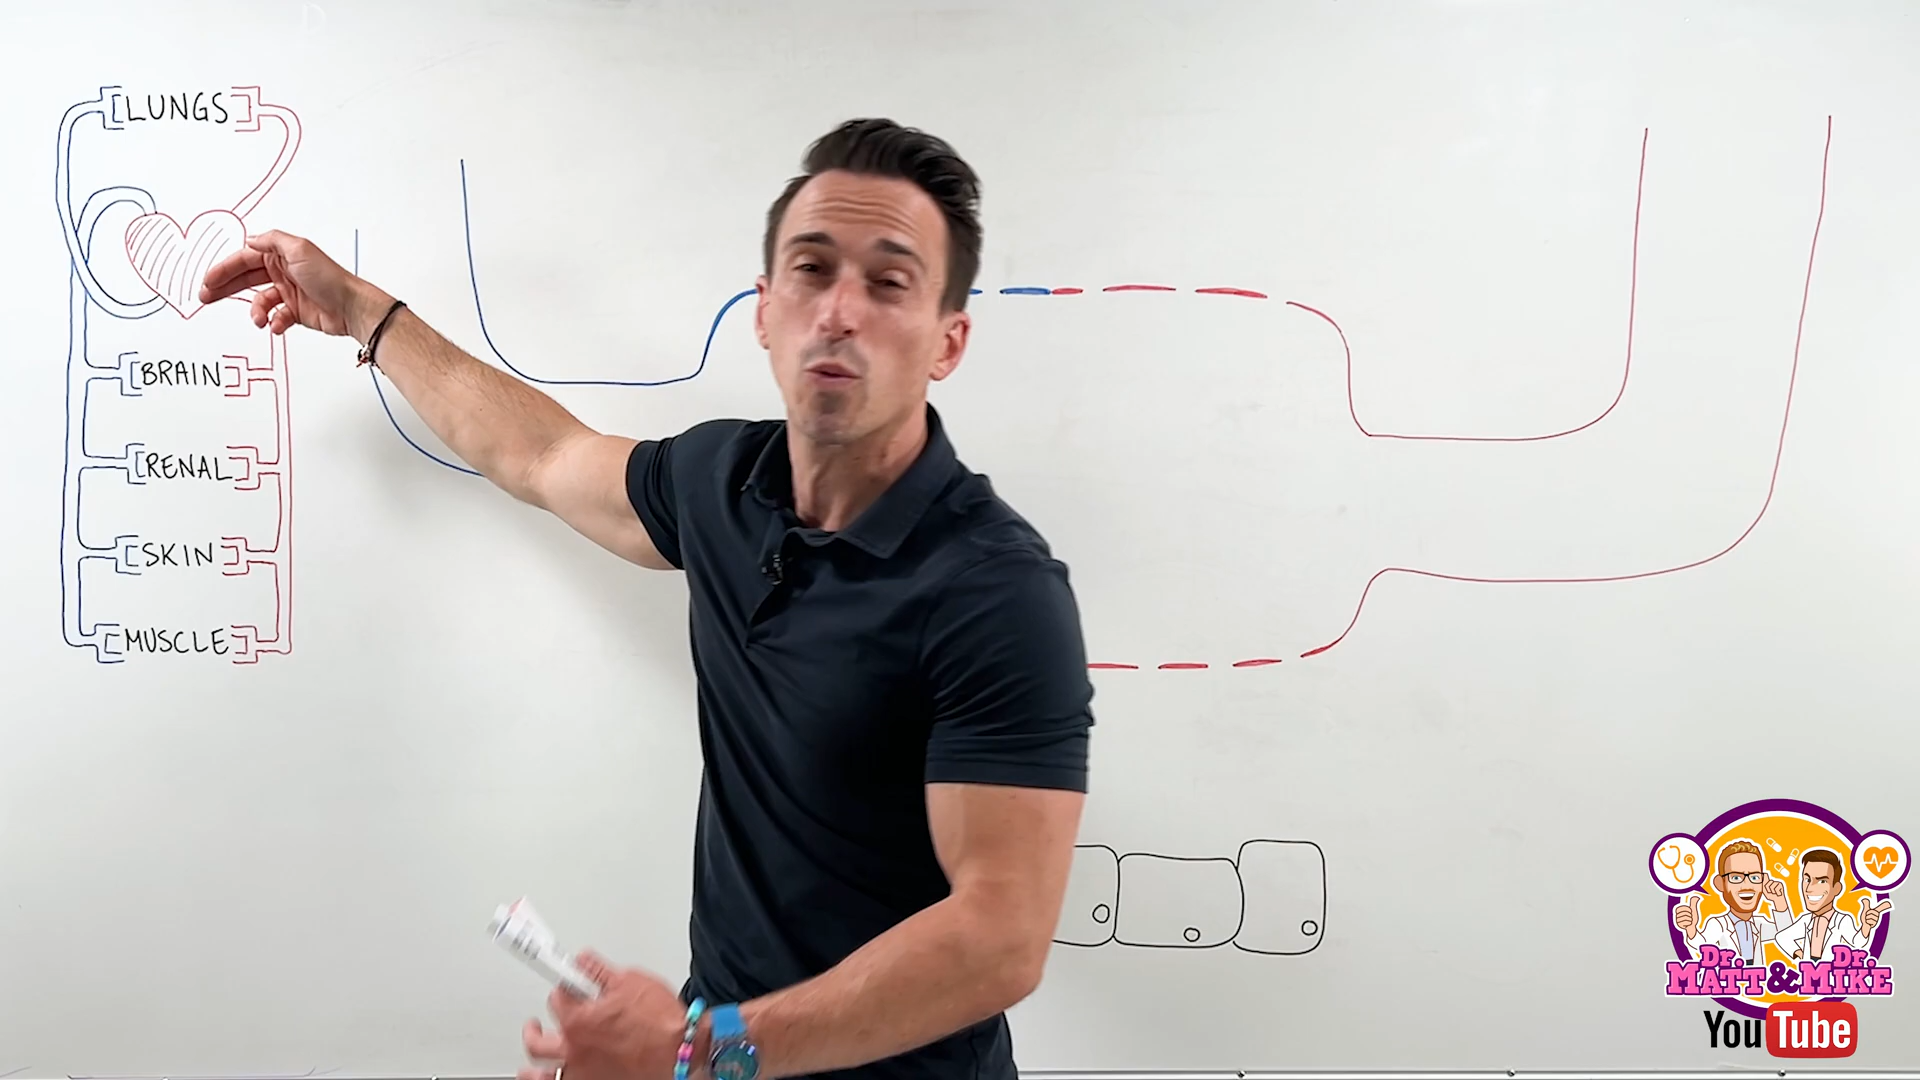 LUNGS
BRAIN
RENAL
SKIN
MUSCLE
Dr. Dr.
MATT & MIKE
YouTube